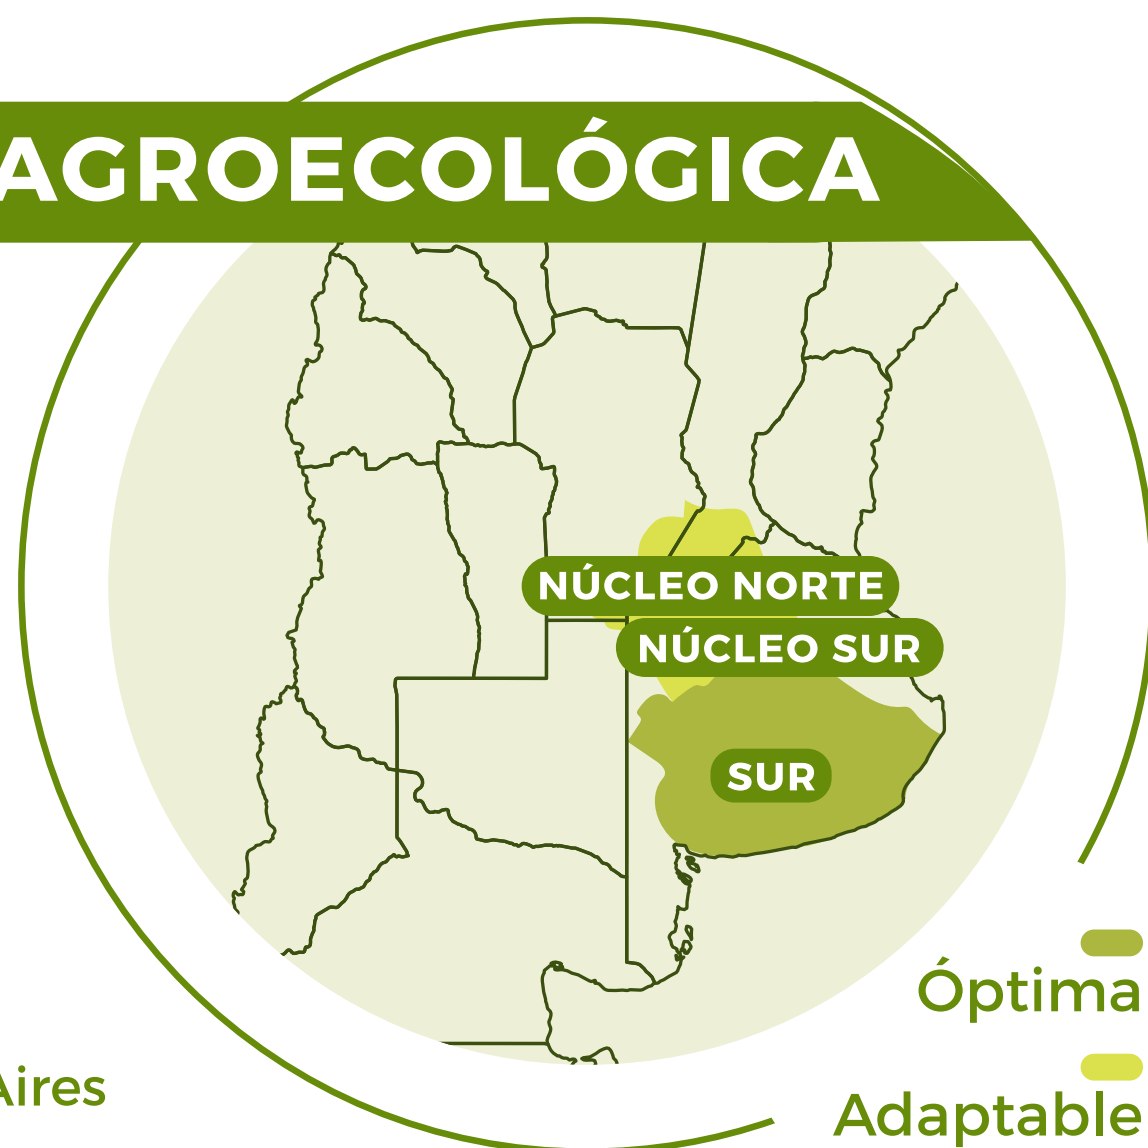 AGROECOLÓGICA
NÚCLEO NORTE
NÚCLEO SUR
SUR
Óptima
Aires
Adaptable